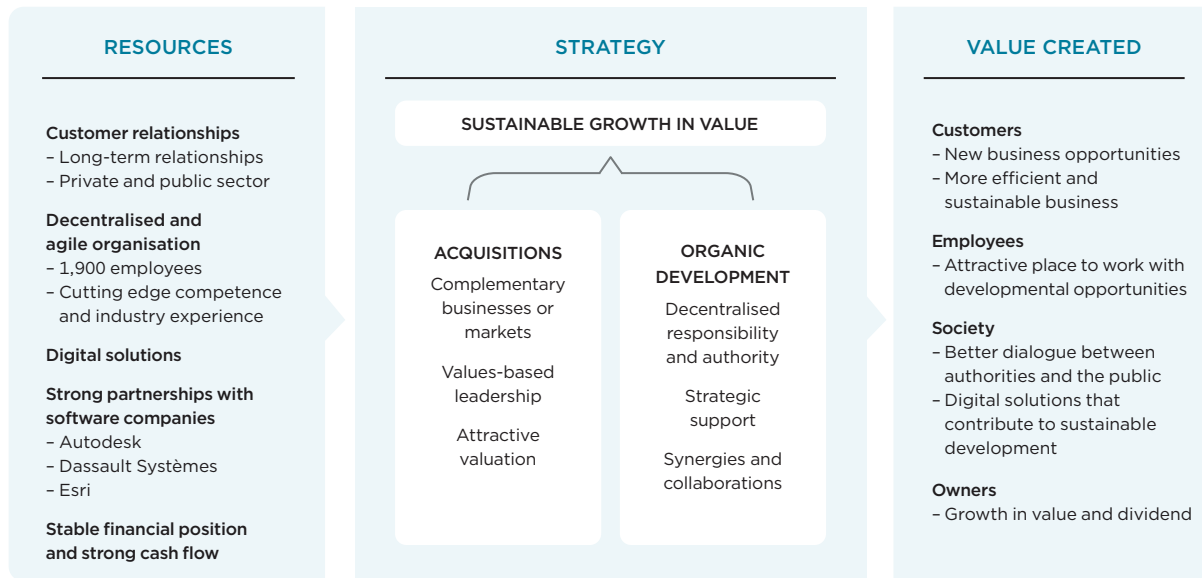 RESOURCES
Customer relationships
– Long-term relationships
– Private and public sector
Decentralised and
agile organisation
– 1,900 employees
– Cutting edge competence
and industry experience
Digital solutions
Strong partnerships with
software companies
– Autodesk
– Dassault Systèmes
– Esri
Stable financial position
and strong cash flow
STRATEGY
SUSTAINABLE GROWTH IN VALUE
ACQUISITIONS
Complementary
businesses or
markets
Values-based
leadership
Attractive
valuation
ORGANIC
DEVELOPMENT
Decentralised
responsibility
and authority
Strategic
support
Synergies and
collaborations
VALUE CREATED
Customers
– New business opportunities
– More efficient and
sustainable business
Employees
– Attractive place to work with
developmental opportunities
Society
– Better dialogue between
authorities and the public
– Digital solutions that
contribute to sustainable
development
Owners
– Growth in value and dividend